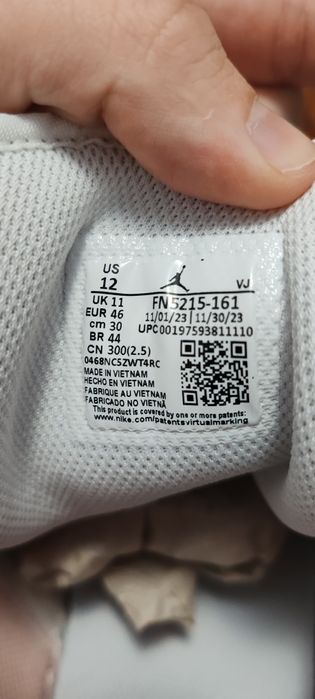 US
12
VJ
UK 11
EUR 46
cm 30
BR 44
CN 300(2.5)
FN5215-161
11/01/23 11/30/23
UPC00197593811110
0468NCSZWT4RC
MADE IN VIETNAM
HECHO EN VIETNAM
FABRIQUE AU VIETNAM
FABRICADO NO VIETNÃ
This product is covered by one or more patents:
www.nike.com/patentsvirtualmarking